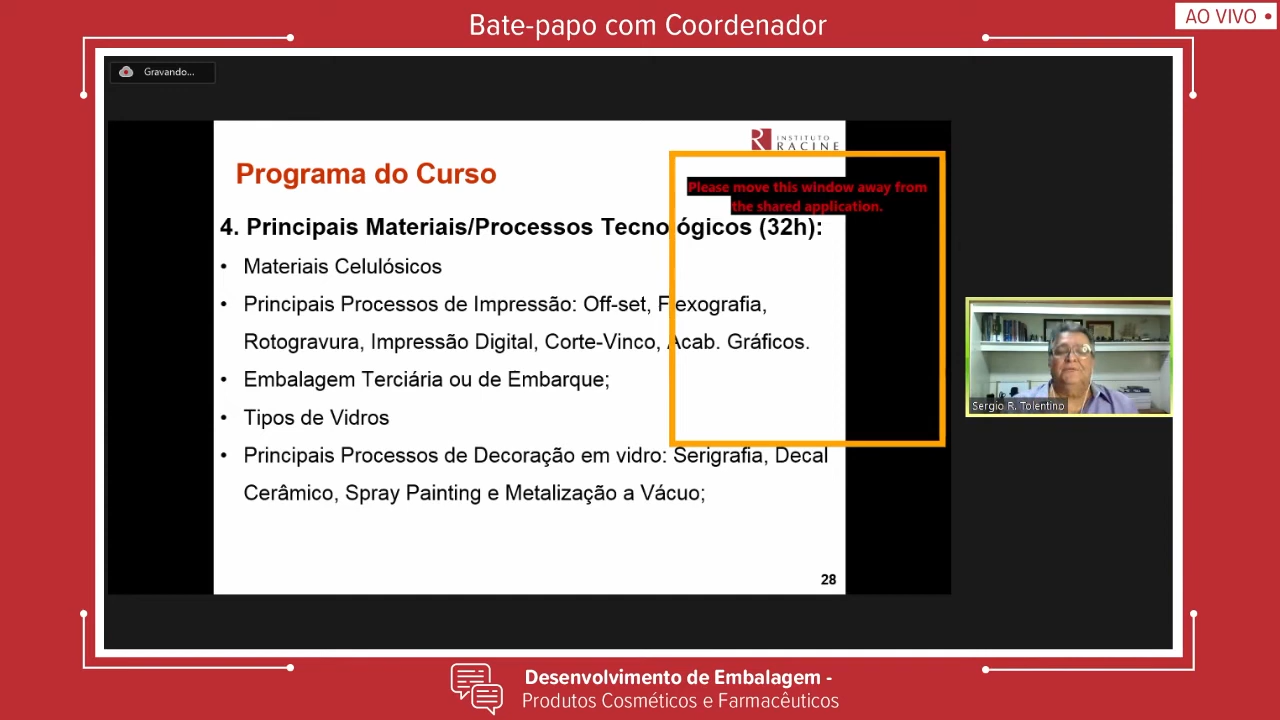 Bate-papo com Coordenador
AO VIVO
Gravando...
INSTITUTO
RACINE
Programa do Curso
Please move this window away from
the shared application.
4. Principais Materiais/Processos Tecnológicos (32h):
• Materiais Celulósicos
• Principais Processos de Impressão: Off-set, Flexografia,
Rotogravura, Impressão Digital, Corte-Vinco, Acab. Gráficos.
• Embalagem Terciária ou de Embarque;
• Tipos de Vidros
• Principais Processos de Decoração em vidro: Serigrafia, Decal
Cerâmico, Spray Painting e Metalização a Vácuo;
28
Sergio R. Tolentino
Desenvolvimento de Embalagem -
Produtos Cosméticos e Farmacêuticos